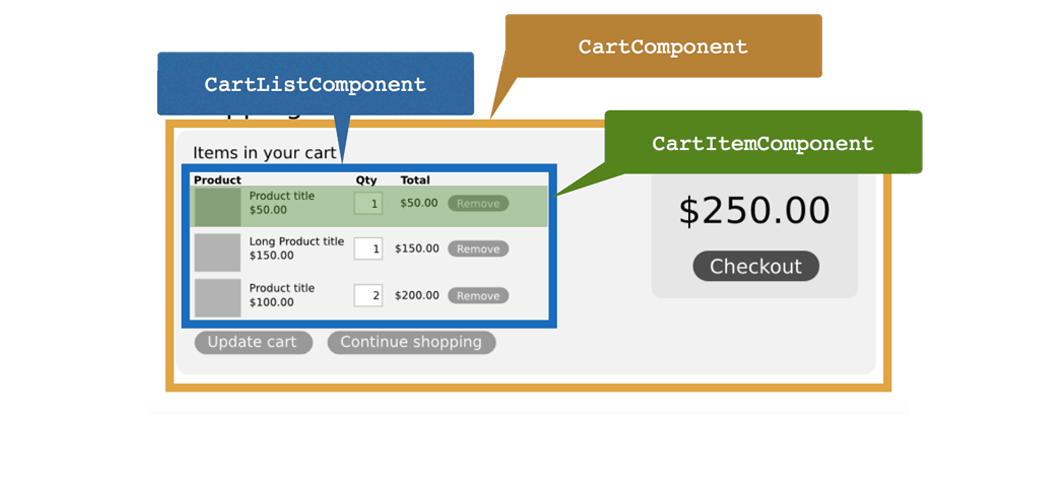 CartComponent
CartListComponent
CartItemComponent
Items in your cart
Product Qty Total
Product title
$50.00
1 $50.00 Remove
Long Product title
$150.00
1 $150.00 Remove
Product title
$100.00
2 $200.00 Remove
Update cart Continue shopping
$250.00
Checkout